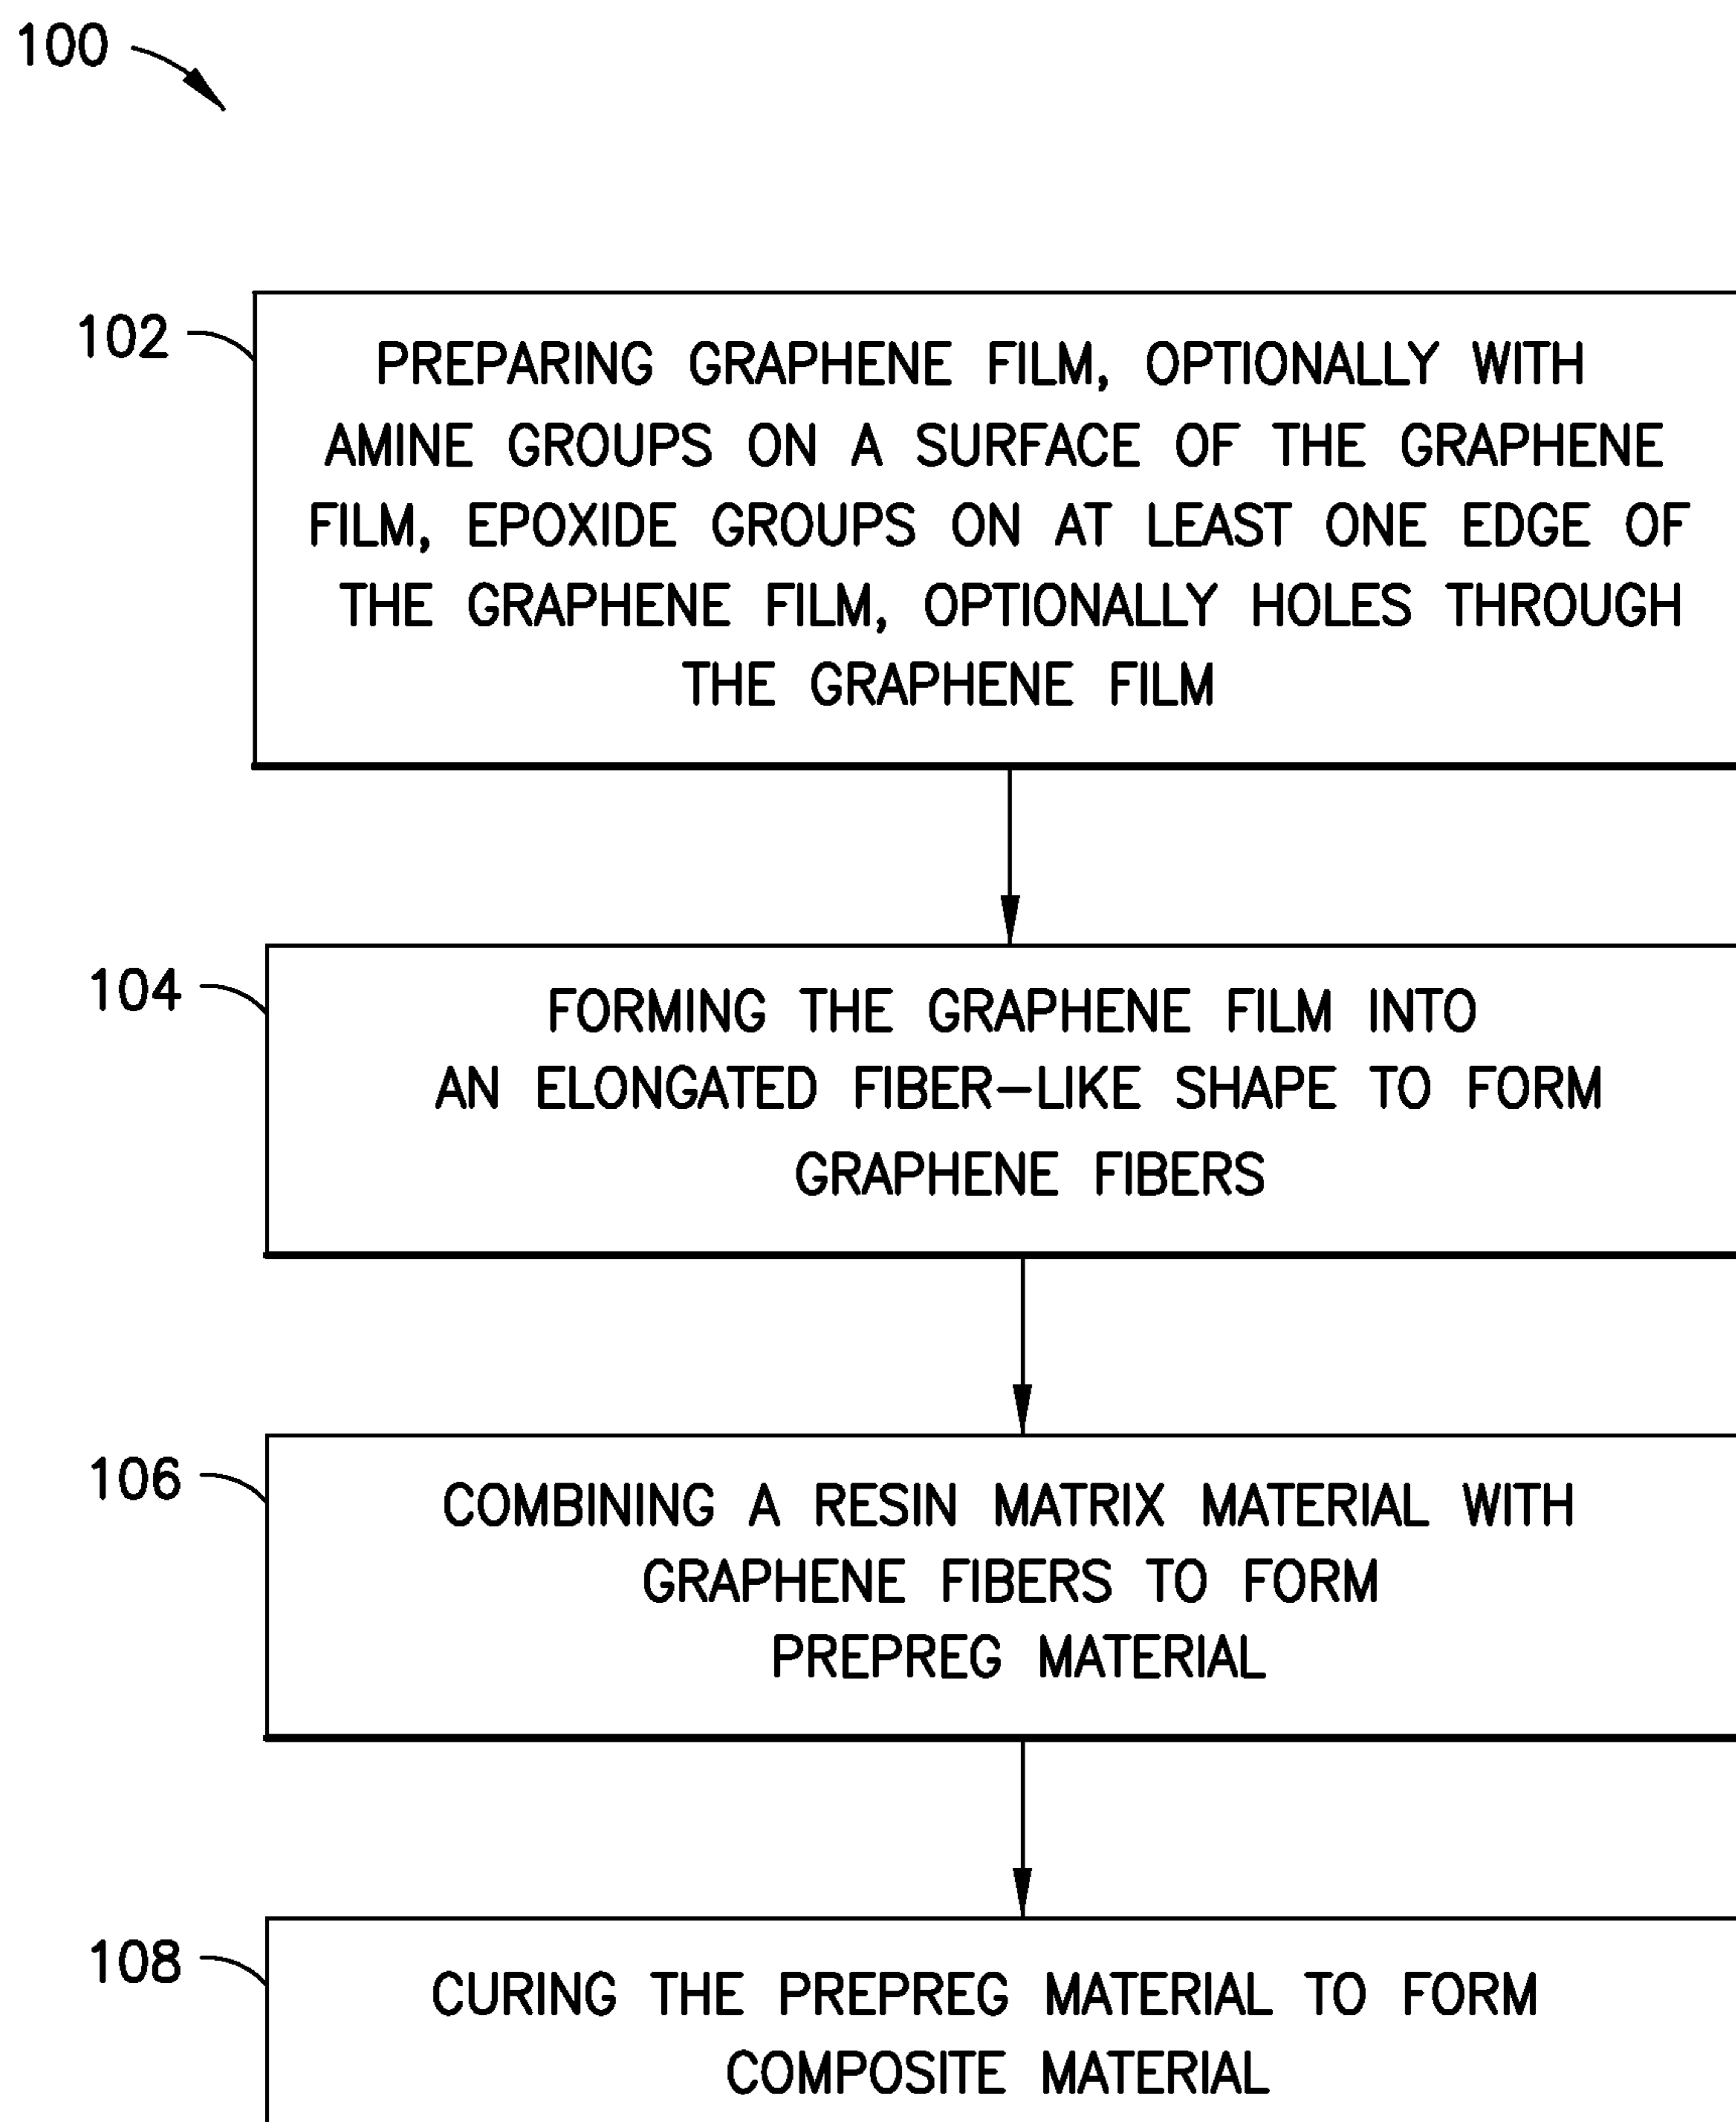 100
102
PREPARING GRAPHENE FILM, OPTIONALLY WITH
AMINE GROUPS ON A SURFACE OF THE GRAPHENE
FILM, EPOXIDE GROUPS ON AT LEAST ONE EDGE OF
THE GRAPHENE FILM, OPTIONALLY HOLES THROUGH
THE GRAPHENE FILM
104
FORMING THE GRAPHENE FILM INTO
AN ELONGATED FIBER–LIKE SHAPE TO FORM
GRAPHENE FIBERS
106
COMBINING A RESIN MATRIX MATERIAL WITH
GRAPHENE FIBERS TO FORM
PREPREG MATERIAL
108
CURING THE PREPREG MATERIAL TO FORM
COMPOSITE MATERIAL